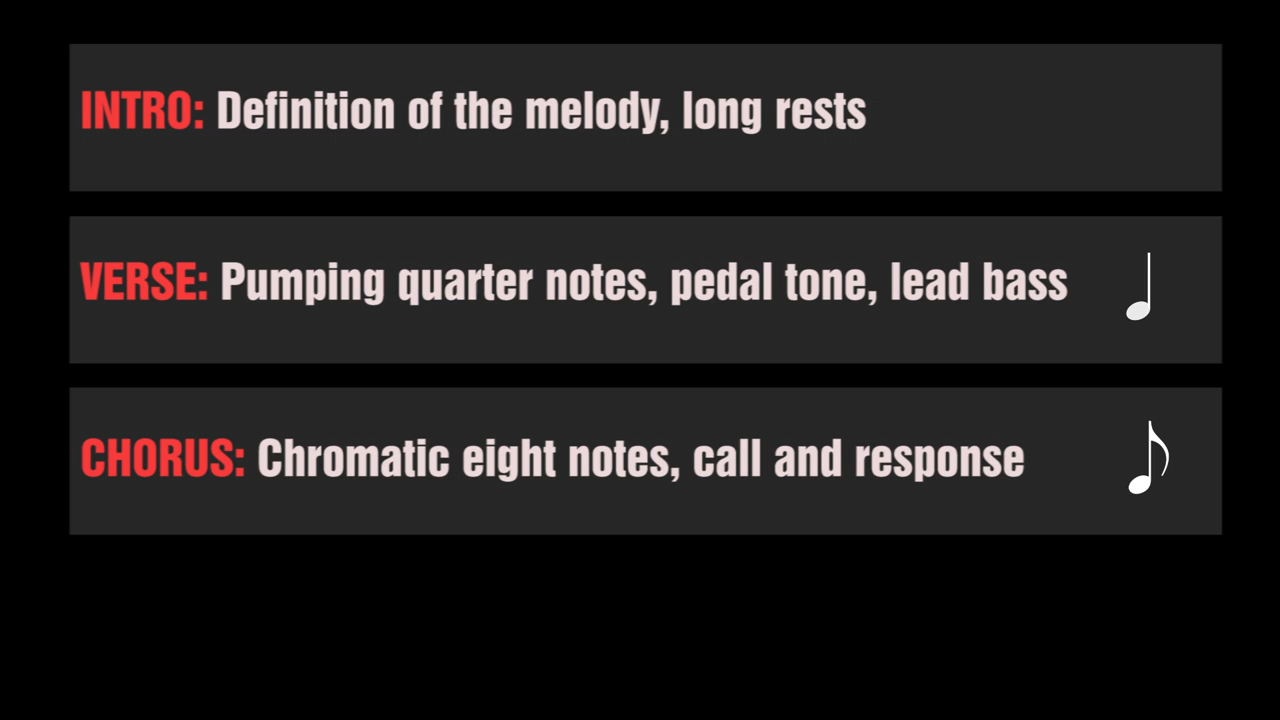 INTRO: Definition of the melody, long rests
VERSE: Pumping quarter notes, pedal tone, lead bass
CHORUS: Chromatic eight notes, call and response